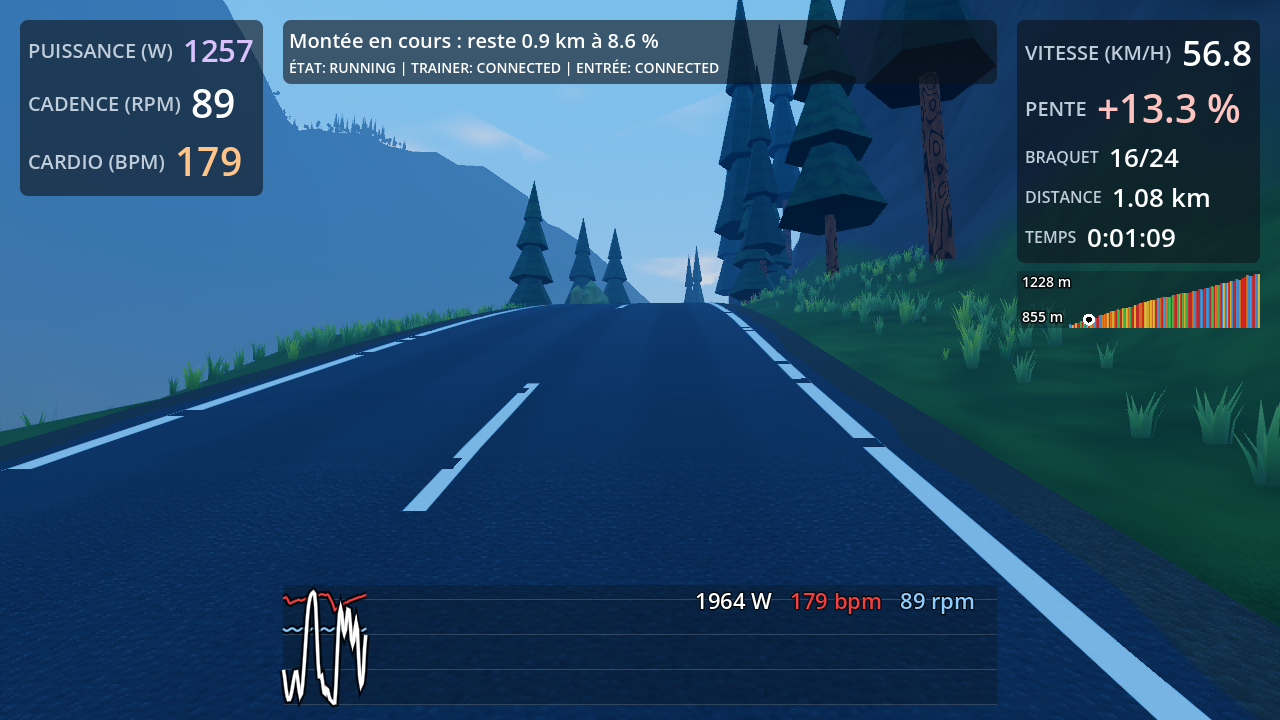 PUISSANCE (W) 1257
CADENCE (RPM) 89
CARDIO (BPM) 179
Montée en cours : reste 0.9 km à 8.6 %
ÉTAT: RUNNING | TRAINER: CONNECTED | ENTRÉE: CONNECTED
VITESSE (KM/H) 56.8
PENTE +13.3 %
BRAQUET 16/24
DISTANCE 1.08 km
TEMPS 0:01:09
1228 m
855 m
1964 W 179 bpm 89 rpm